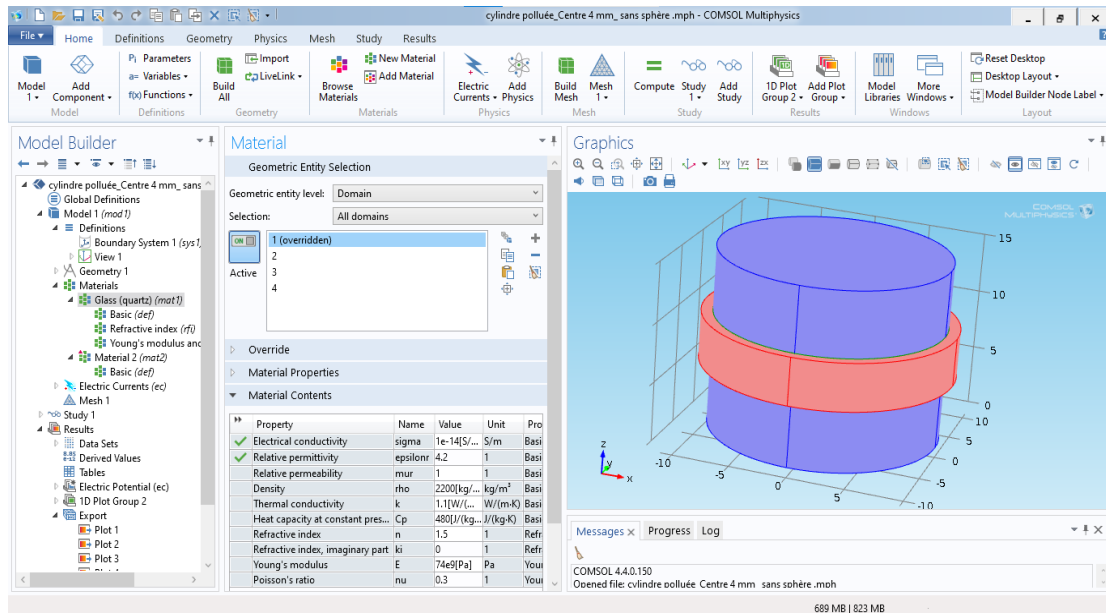 cylindre polluée_Centre 4 mm_ sans sphère .mph - COMSOL Multiphysics
File Home Definitions Geometry Physics Mesh Study Results
Model 1
Add Component
Pi Parameters
a= Variables
f(x) Functions
Build All
Import
LiveLink
Browse Materials
New Material
Add Material
Electric Currents
Add Physics
Build Mesh
Mesh 1
Compute
Study 1
Add Study
1D Plot Group 2
Add Plot Group
Model Libraries
More Windows
Reset Desktop
Desktop Layout
Model Builder Node Label
Model Definitions Geometry Materials Physics Mesh Study Results Windows Layout
Model Builder
cylindre polluée_Centre 4 mm_ sans
Global Definitions
Model 1 (mod1)
Definitions
Boundary System 1 (sys1)
View 1
Geometry 1
Materials
Glass (quartz) (mat1)
Basic (def)
Refractive index (rfi)
Young's modulus and
Material 2 (mat2)
Basic (def)
Electric Currents (ec)
Mesh 1
Study 1
Results
Data Sets
Derived Values
Tables
Electric Potential (ec)
1D Plot Group 2
Export
Plot 1
Plot 2
Plot 3
Material
Geometric Entity Selection
Geometric entity level: Domain
Selection: All domains
ON
Active
1 (overridden)
2
3
4
Override
Material Properties
Material Contents
Property Name Value Unit Pro
Electrical conductivity sigma 1e-14[S/... S/m Basi
Relative permittivity epsilonr 4.2 1 Basi
Relative permeability mur 1 1 Basi
Density rho 2200[kg/... kg/m³ Basi
Thermal conductivity k 1.1[W/(... W/(m·K) Basi
Heat capacity at constant pres... Cp 480[J/(kg... J/(kg·K) Basi
Refractive index n 1.5 1 Refr
Refractive index, imaginary part ki 0 1 Refr
Young's modulus E 74e9[Pa] Pa Your
Poisson's ratio nu 0.3 1 Your
Graphics
xy yz zx
COMSOL
MULTIPHYSICS
15
10
5
0
10
5
0
-5
-10
-10
-5
0
5
z
y
x
Messages Progress Log
COMSOL 4.4.0.150
Opened file: cylindre polluée_Centre 4 mm_ sans sphère .mph
689 MB | 823 MB